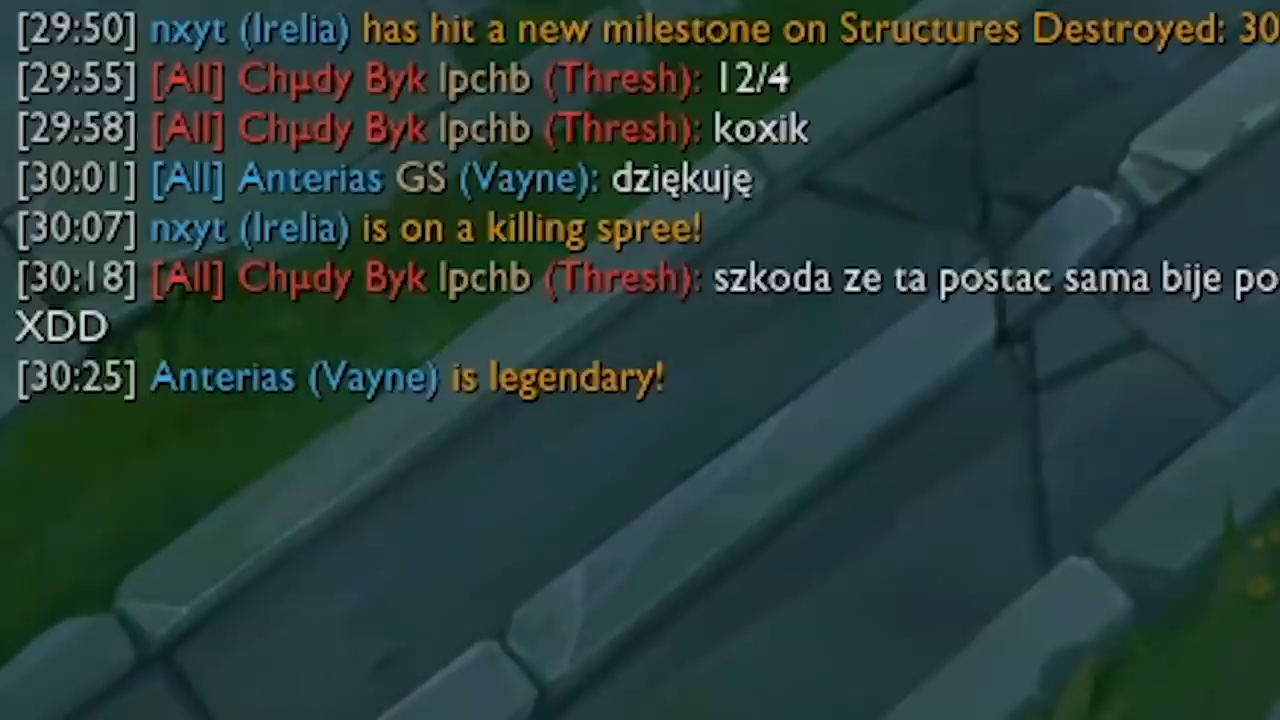 [29:50] nxyt (Irelia) has hit a new milestone on Structures Destroyed: 30
[29:55] [All] Chμdy Byk lpchb (Thresh): 12/4
[29:58] [All] Chμdy Byk lpchb (Thresh): koxik
[30:01] [All] Anterias GS (Vayne): dziękuję
[30:07] nxyt (Irelia) is on a killing spree!
[30:18] [All] Chμdy Byk lpchb (Thresh): szkoda ze ta postac sama bije po
XDD
[30:25] Anterias (Vayne) is legendary!